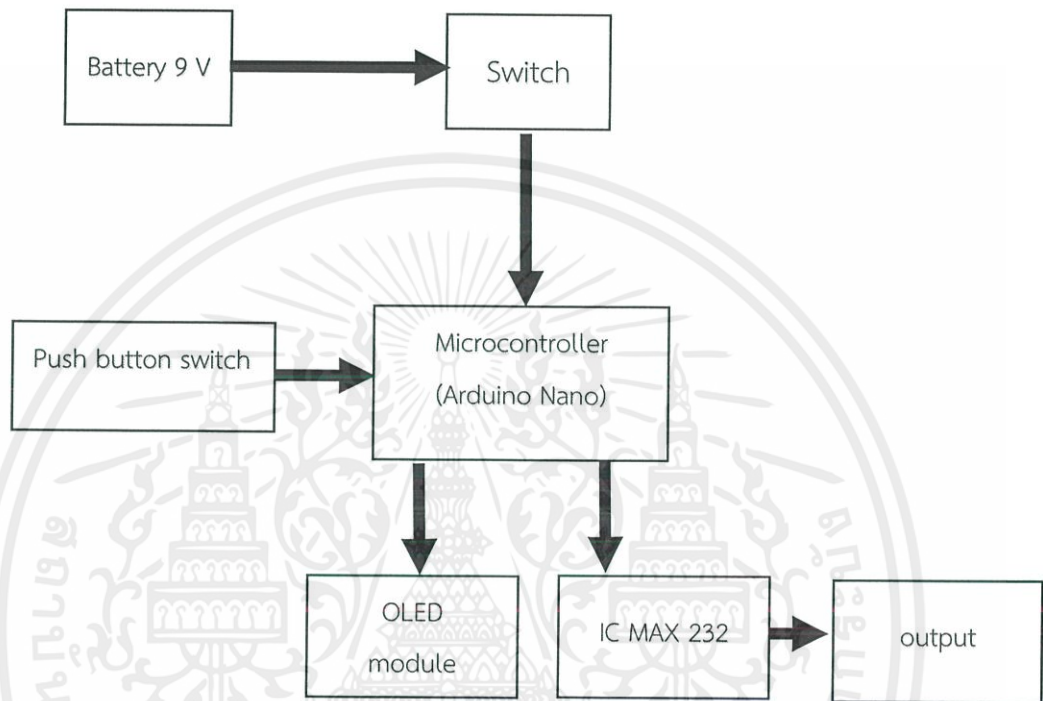 Battery 9 V
Switch
Push button switch
Microcontroller
(Arduino Nano)
OLED
module
IC MAX 232
output